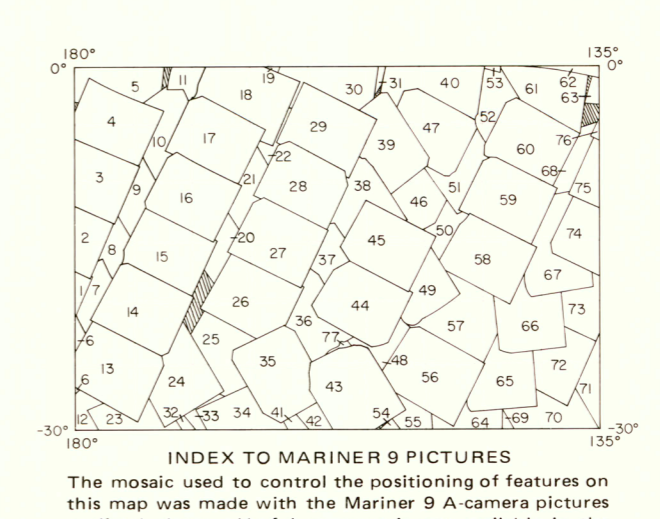 180° 135°
0° 5 11 19 18 30 31 40 53 61 62 63 0°
4 10 17 22 29 39 47 52 60 76
3 9 16 21 28 38 46 51 59 68 75
2 8 15 20 27 37 45 50 58 67 74
1 7 14 26 36 44 49 57 66 73
6 13 25 35 77 48 56 65 72
6 24 43 71
12 23 32 33 34 41 42 54 55 64 69 70
-30° -30°
180° 135°
INDEX TO MARINER 9 PICTURES
The mosaic used to control the positioning of features on
this map was made with the Mariner 9 A-camera pictures